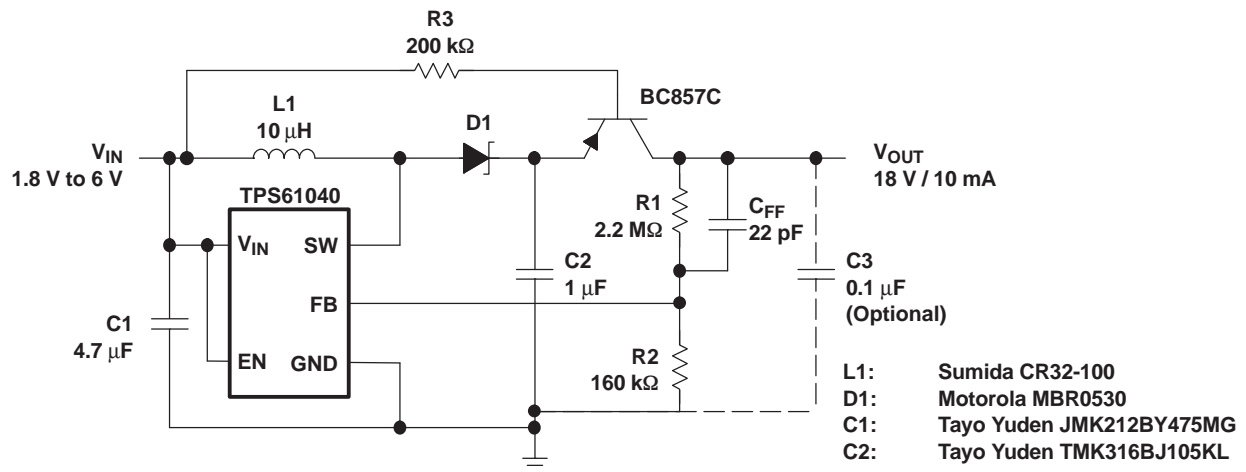 R3
200 kΩ
BC857C
L1
10 µH
D1
VIN
1.8 V to 6 V
VOUT
18 V / 10 mA
TPS61040
VIN
SW
FB
EN
GND
C1
4.7 µF
C2
1 µF
R1
2.2 MΩ
CFF
22 pF
C3
0.1 µF
(Optional)
R2
160 kΩ
L1: Sumida CR32-100
D1: Motorola MBR0530
C1: Tayo Yuden JMK212BY475MG
C2: Tayo Yuden TMK316BJ105KL